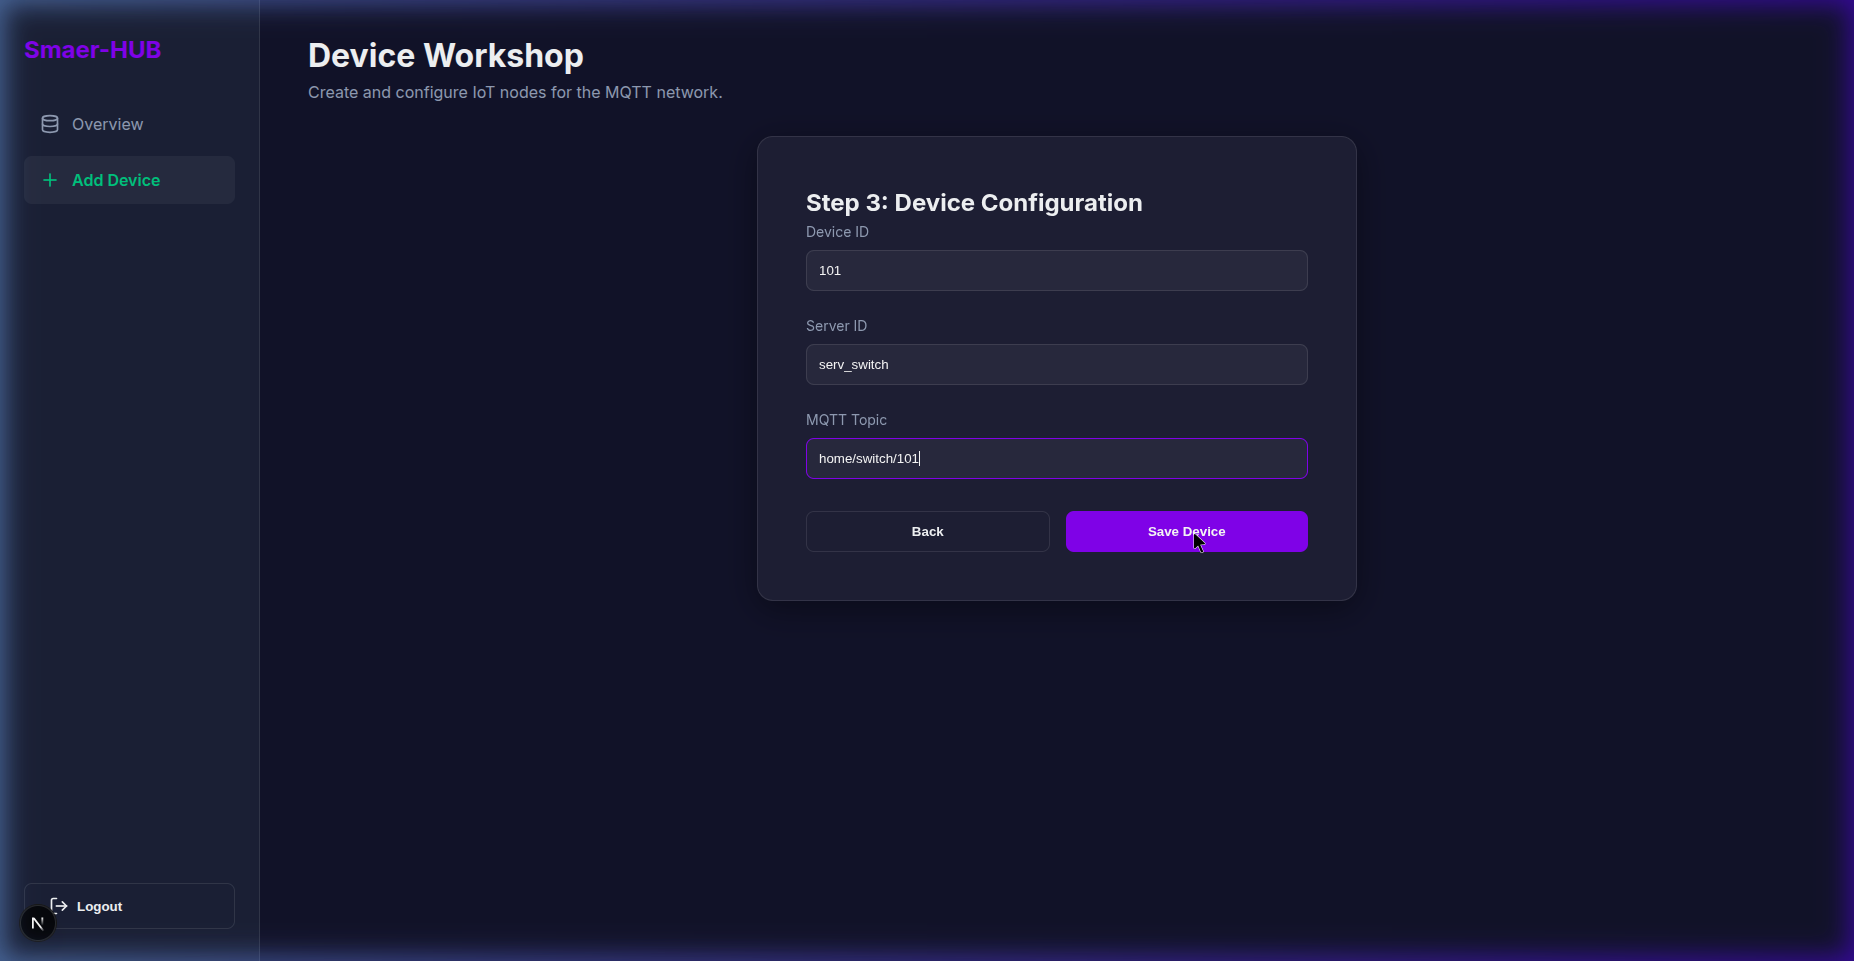 Smaer-HUB
Overview
Add Device
Device Workshop
Create and configure IoT nodes for the MQTT network.
Step 3: Device Configuration
Device ID
101
Server ID
serv_switch
MQTT Topic
home/switch/101
Back
Save Device
Logout
N